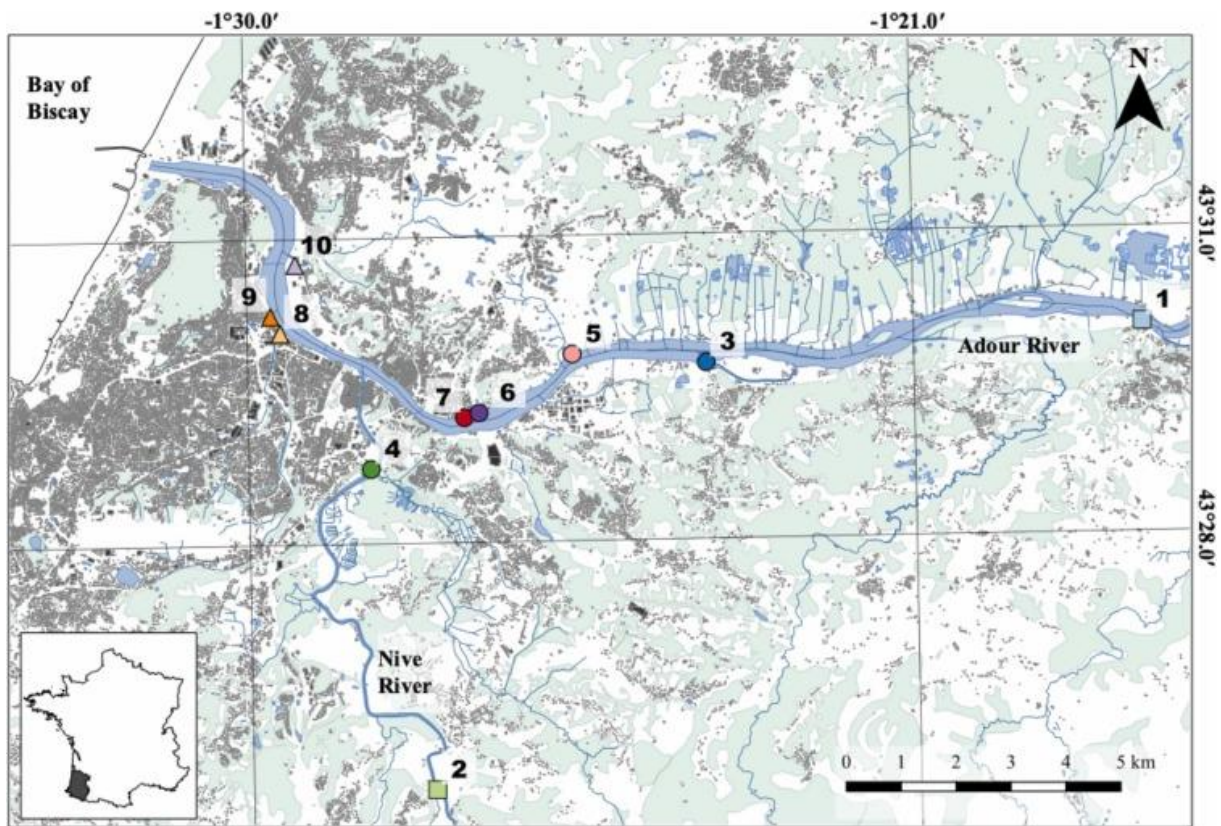 -1°30.0′
-1°21.0′
Bay of
Biscay
N
43°31.0′
10
1
9
8
5
3
Adour River
7
6
4
43°28.0′
Nive
River
2
0 1 2 3 4 5 km